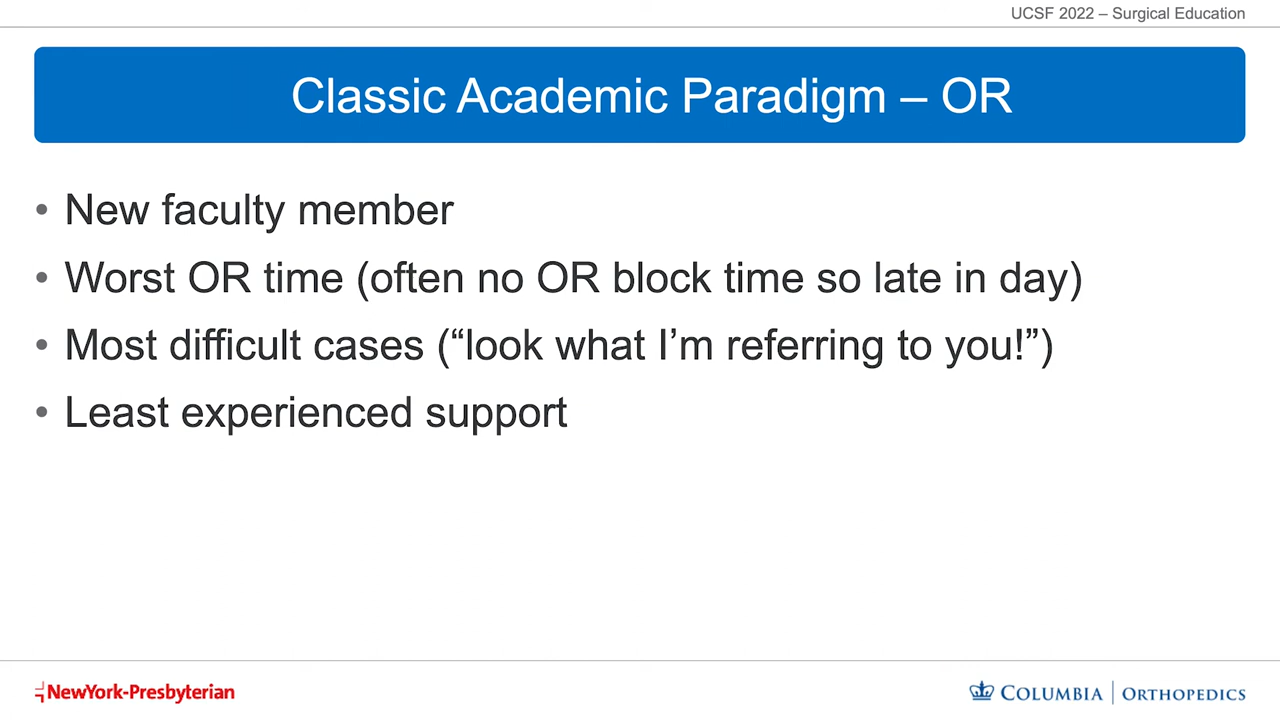 UCSF 2022 – Surgical Education
Classic Academic Paradigm – OR
• New faculty member
• Worst OR time (often no OR block time so late in day)
• Most difficult cases (“look what I’m referring to you!”)
• Least experienced support
NewYork-Presbyterian
COLUMBIA | ORTHOPEDICS